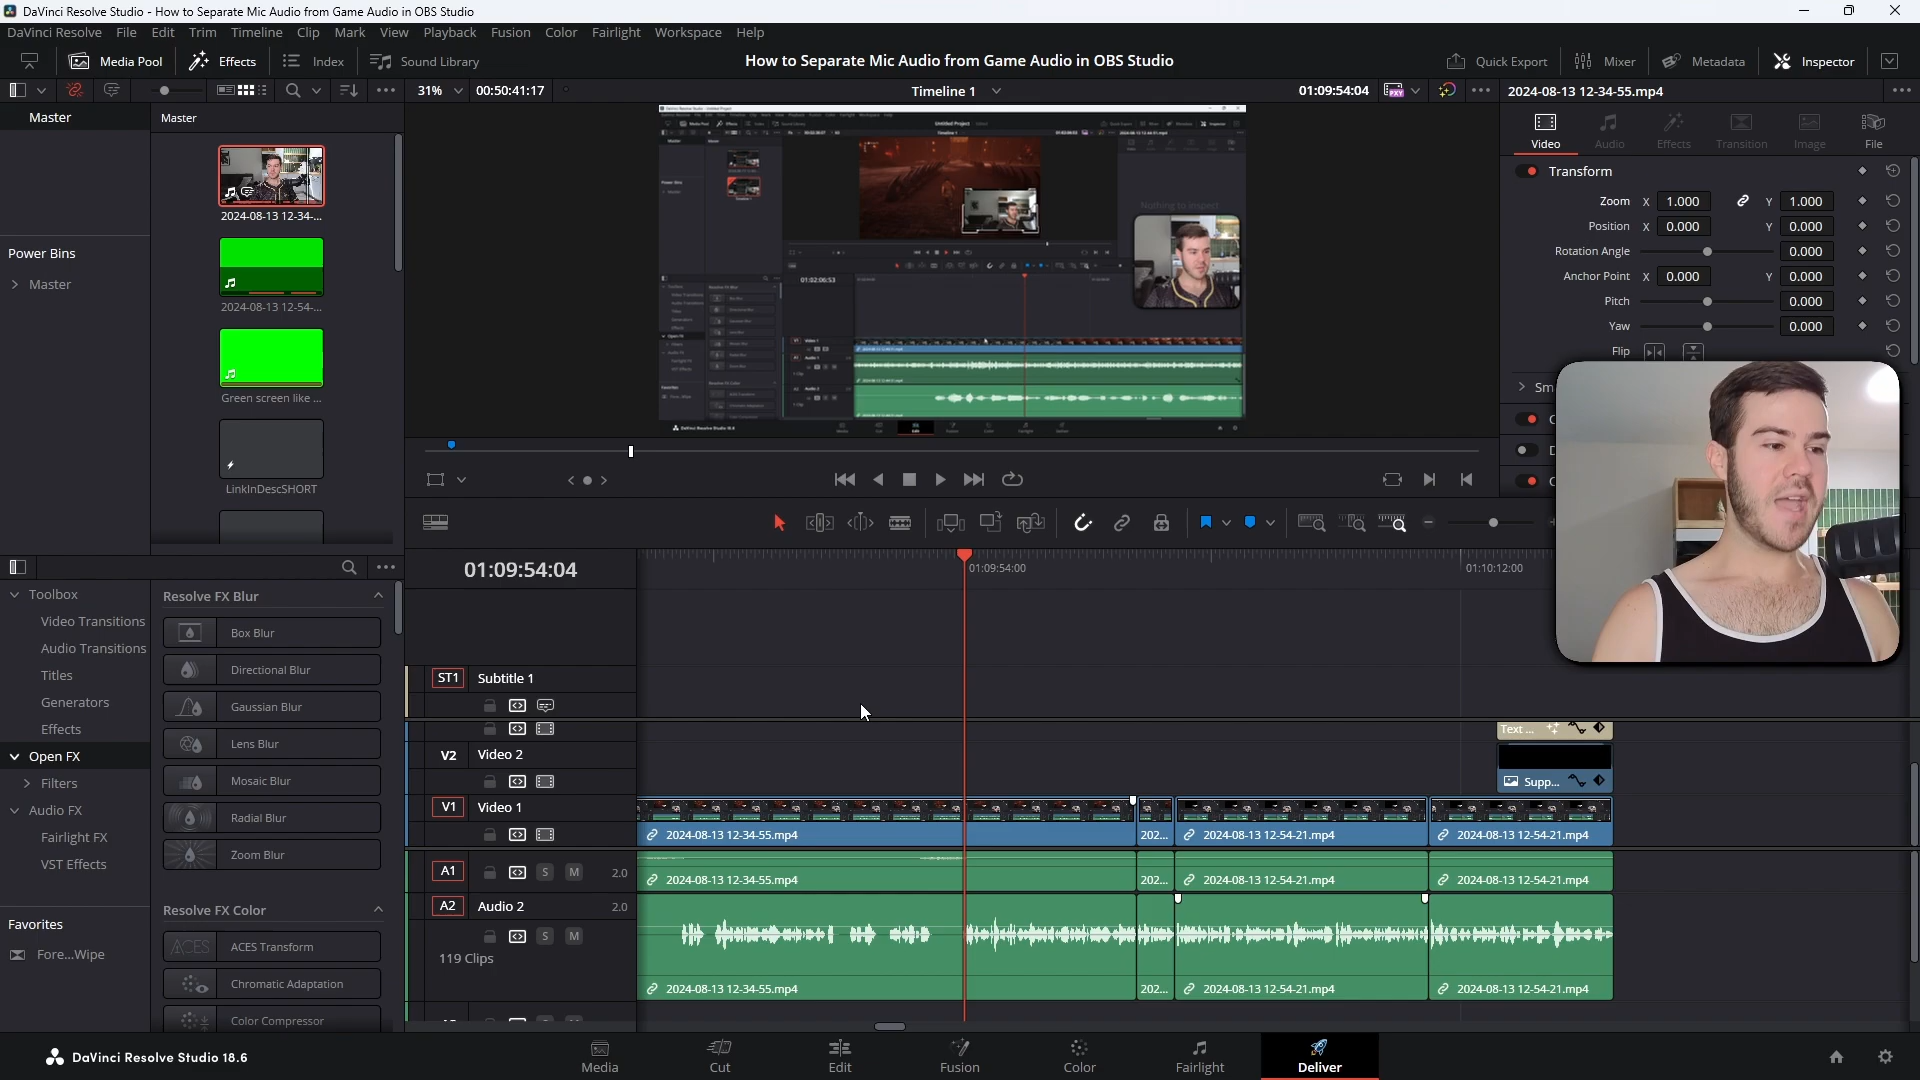 DaVinci Resolve Studio - How to Separate Mic Audio from Game Audio in OBS Studio
DaVinci Resolve File Edit Trim Timeline Clip Mark View Playback Fusion Color Fairlight Workspace Help
Media Pool Effects Index Sound Library How to Separate Mic Audio from Game Audio in OBS Studio Quick Export Mixer Metadata Inspector
31% 00:50:41:17 Timeline 1 01:09:54:04 PXY 2024-08-13 12-34-55.mp4
Master
Master
Video Audio Effects Transition Image File
Transform
Zoom X 1.000 Y 1.000
2024-08-13 12-34-...
Position X 0.000 Y 0.000
Power Bins
Rotation Angle 0.000
Master
Anchor Point X 0.000 Y 0.000
2024-08-13 12-54-...
Pitch 0.000
Yaw 0.000
Flip
Green screen like ...
Sm
LinkInDescSHORT
01:09:54:04
01:09:54:00
01:10:12:00
Toolbox
Video Transitions
Audio Transitions
Titles
Generators
Effects
Open FX
Filters
Audio FX
Fairlight FX
VST Effects
Favorites
Fore...Wipe
Resolve FX Blur
Box Blur
Directional Blur
Gaussian Blur
Lens Blur
Mosaic Blur
Radial Blur
Zoom Blur
Resolve FX Color
ACES ACES Transform
Chromatic Adaptation
Color Compressor
ST1 Subtitle 1
Text ...
V2 Video 2
Supp...
V1 Video 1
2024-08-13 12-34-55.mp4 202... 2024-08-13 12-54-21.mp4 2024-08-13 12-54-21.mp4
A1 S M 2.0
2024-08-13 12-34-55.mp4 202... 2024-08-13 12-54-21.mp4 2024-08-13 12-54-21.mp4
A2 Audio 2 2.0
S M
119 Clips
2024-08-13 12-34-55.mp4 202... 2024-08-13 12-54-21.mp4 2024-08-13 12-54-21.mp4
DaVinci Resolve Studio 18.6
Media Cut Edit Fusion Color Fairlight Deliver